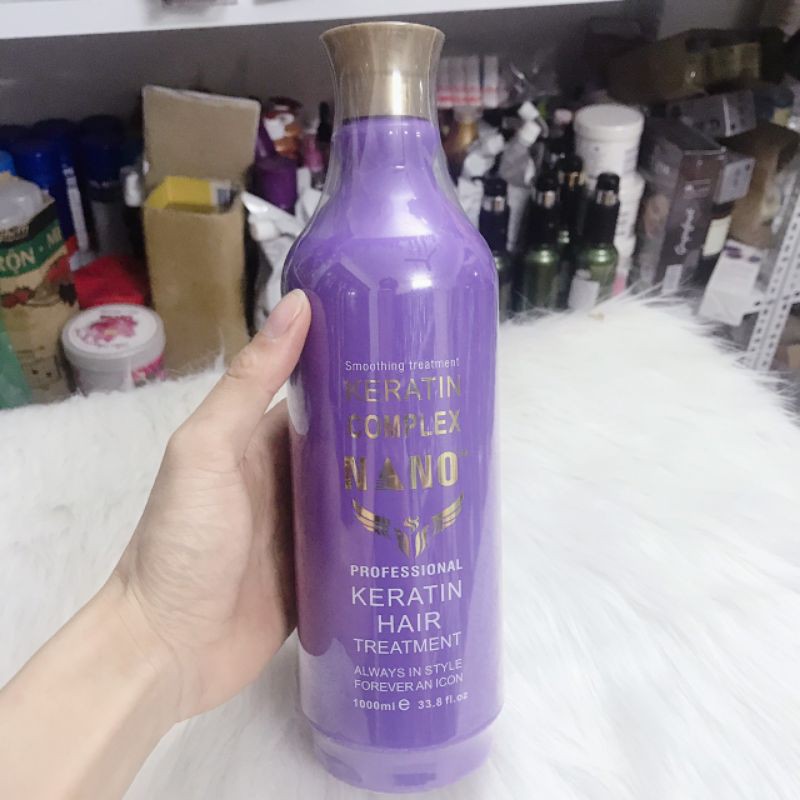 Smoothing treatment
KERATIN
COMPLEX
NANO™
PROFESSIONAL
KERATIN
HAIR
TREATMENT
ALWAYS IN STYLE
FOREVER AN ICON
1000ml e 33.8 fl.oz